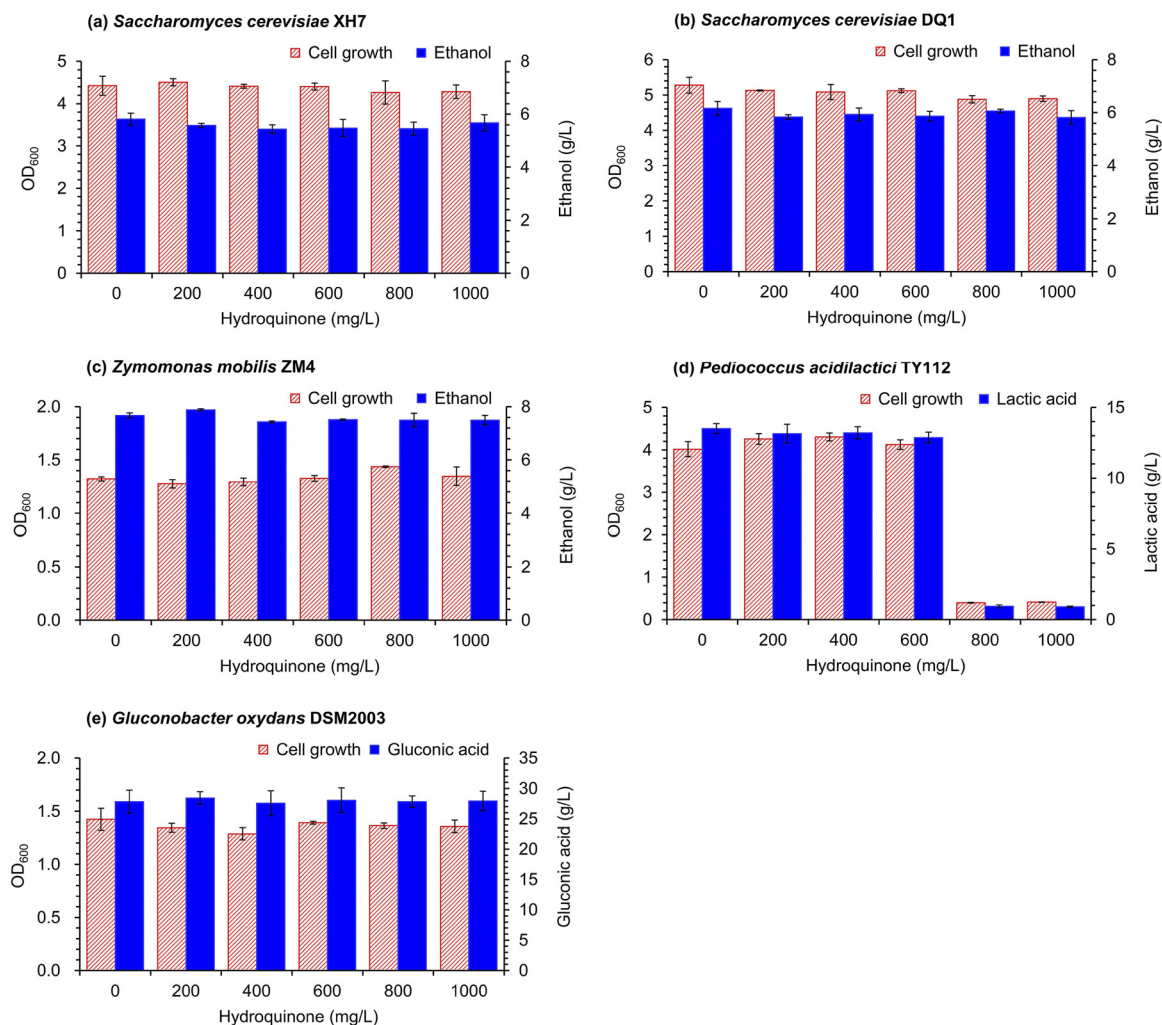 (a) Saccharomyces cerevisiae XH7
Cell growth Ethanol
5
4
3
2
1
0
OD600
8
6
4
2
0
Ethanol (g/L)
0 200 400 600 800 1000
Hydroquinone (mg/L)
(b) Saccharomyces cerevisiae DQ1
Cell growth Ethanol
6
5
4
3
2
1
0
OD600
8
6
4
2
0
Ethanol (g/L)
0 200 400 600 800 1000
Hydroquinone (mg/L)
(c) Zymomonas mobilis ZM4
Cell growth Ethanol
2.0
1.5
1.0
0.5
0.0
OD600
8
6
4
2
0
Ethanol (g/L)
0 200 400 600 800 1000
Hydroquinone (mg/L)
(d) Pediococcus acidilactici TY112
Cell growth Lactic acid
5
4
3
2
1
0
OD600
15
10
5
0
Lactic acid (g/L)
0 200 400 600 800 1000
Hydroquinone (mg/L)
(e) Gluconobacter oxydans DSM2003
Cell growth Gluconic acid
2.0
1.5
1.0
0.5
0.0
OD600
35
30
25
20
15
10
5
0
Gluconic acid (g/L)
0 200 400 600 800 1000
Hydroquinone (mg/L)